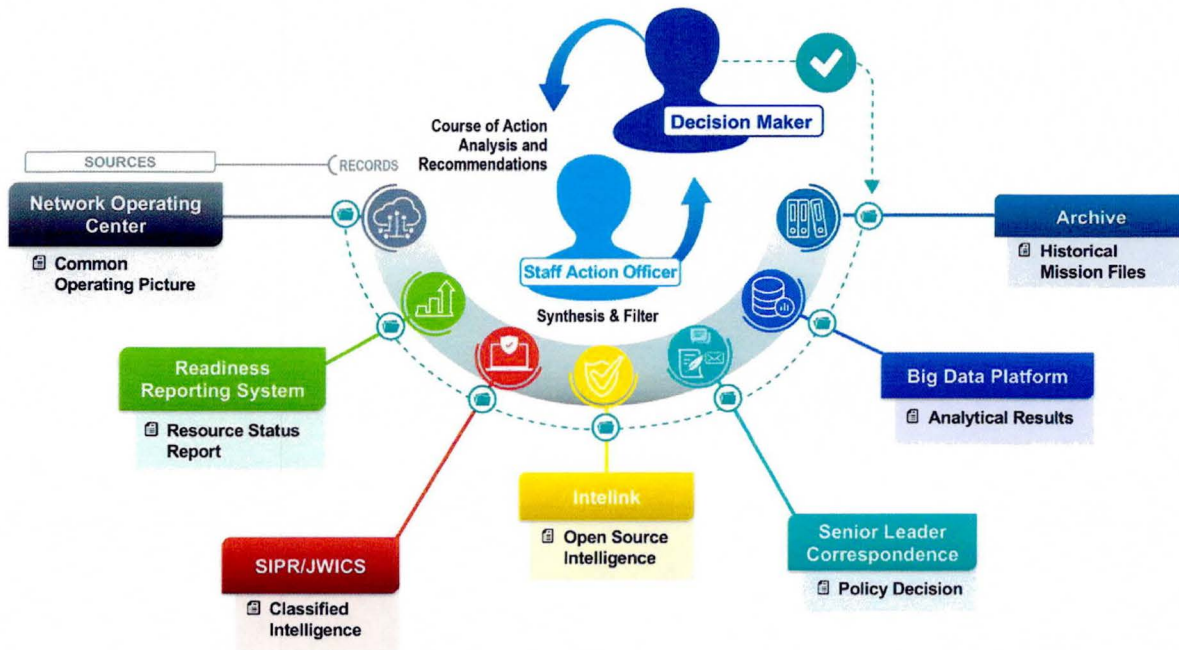 Decision Maker
Course of Action
Analysis and
Recommendations
SOURCES
RECORDS
Network Operating
Center
Common
Operating Picture
Staff Action Officer
Synthesis & Filter
Archive
Historical
Mission Files
Readiness
Reporting System
Resource Status
Report
Big Data Platform
Analytical Results
Intelink
Open Source
Intelligence
Senior Leader
Correspondence
Policy Decision
SIPR/JWICS
Classified
Intelligence